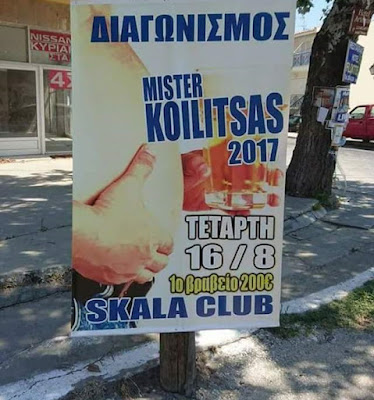 NISSAN
ΔΙΑΓΩΝΙΣΜΟΣ
MISTER
KOILITSAS
2017
ΤΕΤΑΡΤΗ
16 / 8
1ο βραβείο 200€
SKALA CLUB